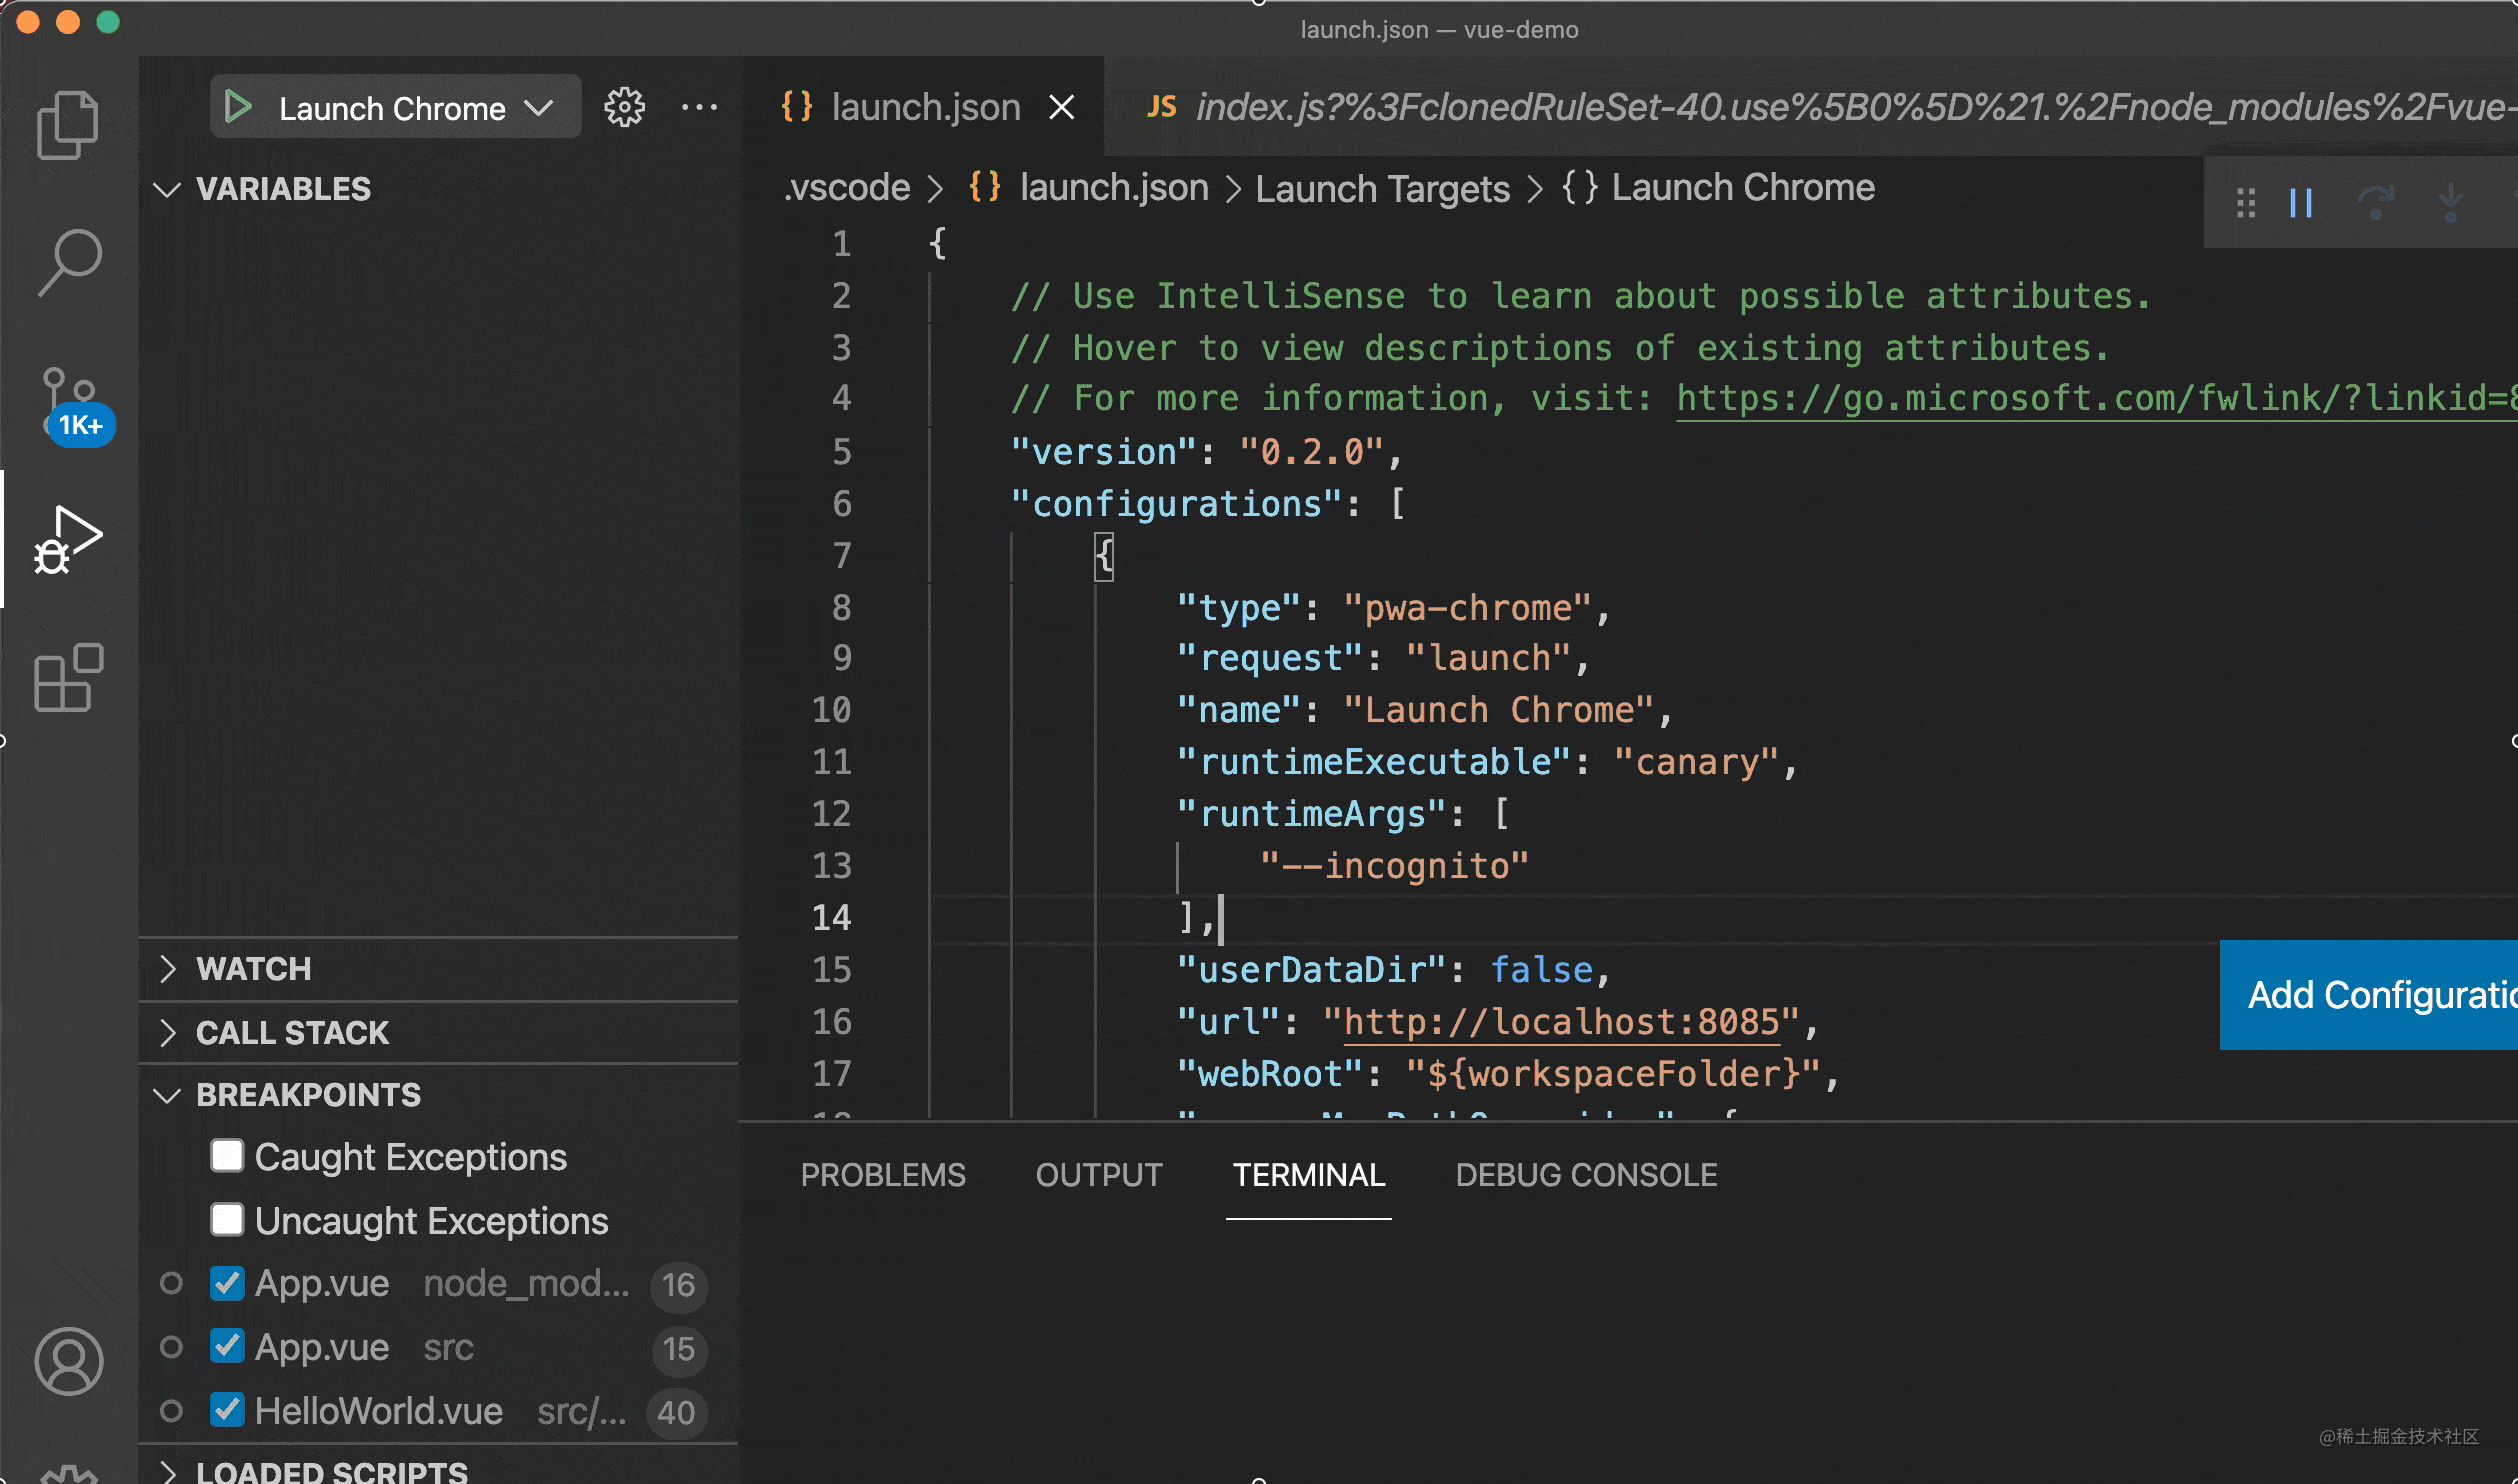 launch.json — vue-demo
Launch Chrome
launch.json
JS index.js?%3FclonedRuleSet-40.use%5B0%5D%21.%2Fnode_modules%2Fvue-
VARIABLES
.vscode > {} launch.json > Launch Targets > {} Launch Chrome
1 {
2 // Use IntelliSense to learn about possible attributes.
3 // Hover to view descriptions of existing attributes.
4 // For more information, visit: https://go.microsoft.com/fwlink/?linkid=8
5 "version": "0.2.0",
6 "configurations": [
7 {
8 "type": "pwa-chrome",
9 "request": "launch",
10 "name": "Launch Chrome",
11 "runtimeExecutable": "canary",
12 "runtimeArgs": [
13 "--incognito"
14 ],
15 "userDataDir": false,
16 "url": "http://localhost:8085",
17 "webRoot": "${workspaceFolder}",
1K+
WATCH
CALL STACK
BREAKPOINTS
Caught Exceptions
Uncaught Exceptions
App.vue node_mod... 16
App.vue src 15
HelloWorld.vue src/... 40
LOADED SCRIPTS
Add Configuratio
PROBLEMS OUTPUT TERMINAL DEBUG CONSOLE
@稀土掘金技术社区